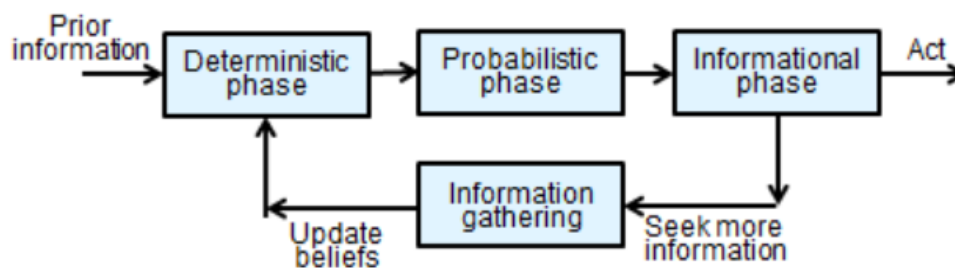 Prior
information
Deterministic
phase
Probabilistic
phase
Informational
phase
Act
Information
gathering
Seek more
information
Update
beliefs